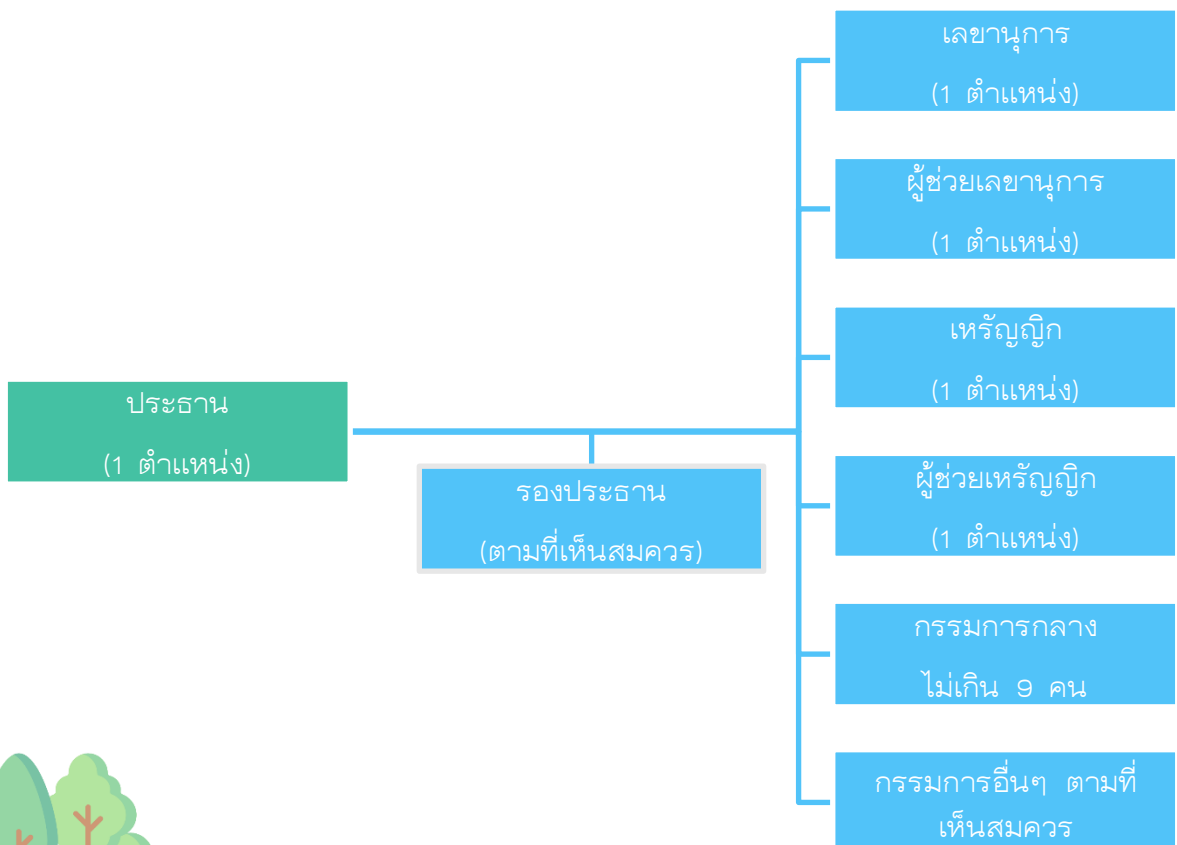 ประธาน
(1 ตำแหน่ง)
รองประธาน
(ตามที่เห็นสมควร)
เลขานุการ
(1 ตำแหน่ง)
ผู้ช่วยเลขานุการ
(1 ตำแหน่ง)
เหรัญญิก
(1 ตำแหน่ง)
ผู้ช่วยเหรัญญิก
(1 ตำแหน่ง)
กรรมการกลาง
ไม่เกิน 9 คน
กรรมการอื่นๆ ตามที่
เห็นสมควร